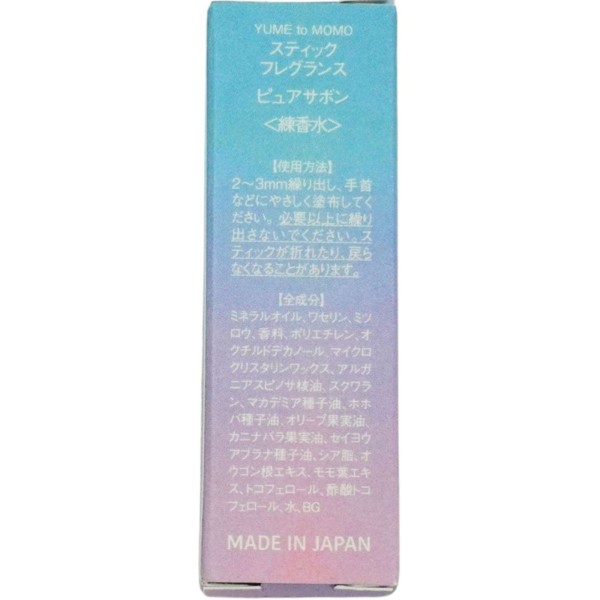 YUME to MOMO
スティック
フレグランス
ピュアサボン
＜練香水＞
【使用方法】
2〜3mm繰り出し、手首
などにやさしく塗布してく
ださい。必要以上に繰り
出さないでください。ス
ティックが折れたり、戻ら
なくなることがあります。
【全成分】
ミネラルオイル、ワセリン、ミツ
ロウ、香料、ポリエチレン、オ
クチルドデカノール、マイクロ
クリスタリンワックス、アルガ
ニアスピノサ核油、スクワラ
ン、マカデミア種子油、ホホ
バ種子油、オリーブ果実油、
カニナバラ果実油、セイヨウ
アブラナ種子油、シア脂、オ
ウゴン根エキス、モモ葉エキ
ス、トコフェロール、酢酸トコ
フェロール、水、BG
MADE IN JAPAN